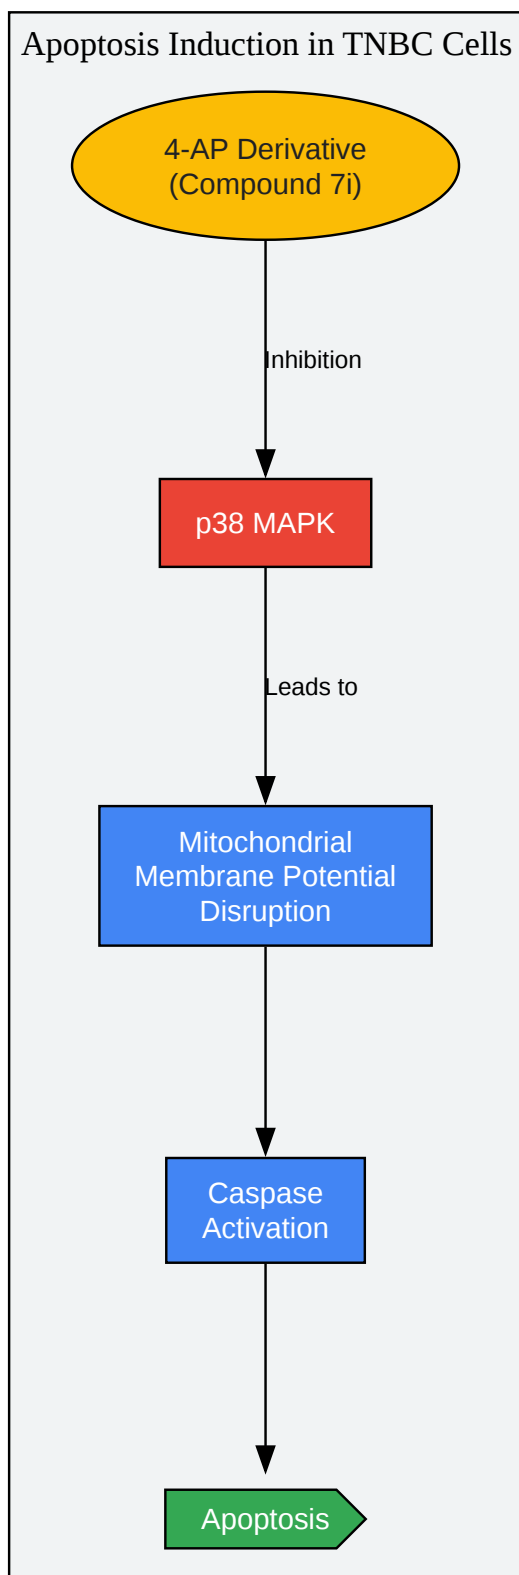 Apoptosis Induction in TNBC Cells
4-AP Derivative
(Compound 7i)
Inhibition
p38 MAPK
Leads to
Mitochondrial
Membrane Potential
Disruption
Caspase
Activation
Apoptosis